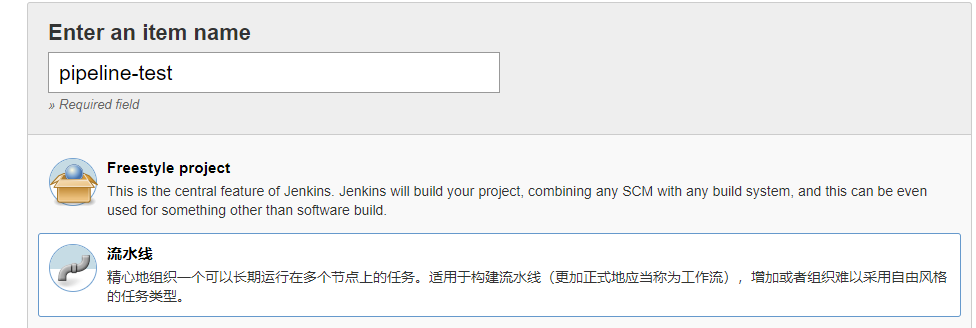 Enter an item name
pipeline-test
» Required field
Freestyle project
This is the central feature of Jenkins. Jenkins will build your project, combining any SCM with any build system, and this can be even
used for something other than software build.
流水线
精心地组织一个可以长期运行在多个节点上的任务。适用于构建流水线（更加正式地应当称为工作流），增加或者组织难以采用自由风格
的任务类型。